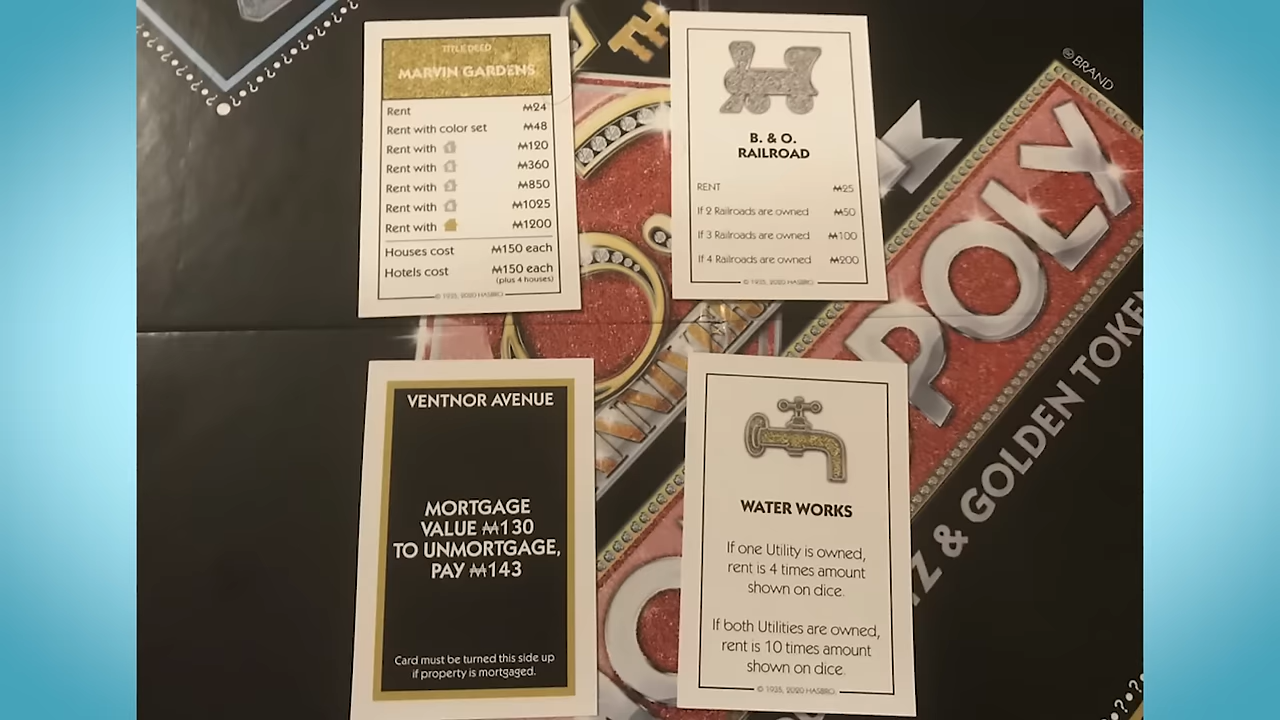 TITLE DEED
MARVIN GARDENS
Rent ₩24
Rent with color set ₩48
Rent with ₩120
Rent with ₩360
Rent with ₩850
Rent with ₩1025
Rent with ₩1200
Houses cost ₩150 each
Hotels cost ₩150 each
(plus 4 houses)
© 1935, 2020 HASBRO.
B. & O.
RAILROAD
RENT ₩25
If 2 Railroads are owned ₩50
If 3 Railroads are owned ₩100
If 4 Railroads are owned ₩200
© 1935, 2020 HASBRO.
VENTNOR AVENUE
MORTGAGE
VALUE ₩130
TO UNMORTGAGE,
PAY ₩143
Card must be turned this side up
if property is mortgaged.
WATER WORKS
If one Utility is owned,
rent is 4 times amount
shown on dice.
If both Utilities are owned,
rent is 10 times amount
shown on dice.
© 1935, 2020 HASBRO.
TH
POLY
© BRAND
& GOLDEN TOKEN